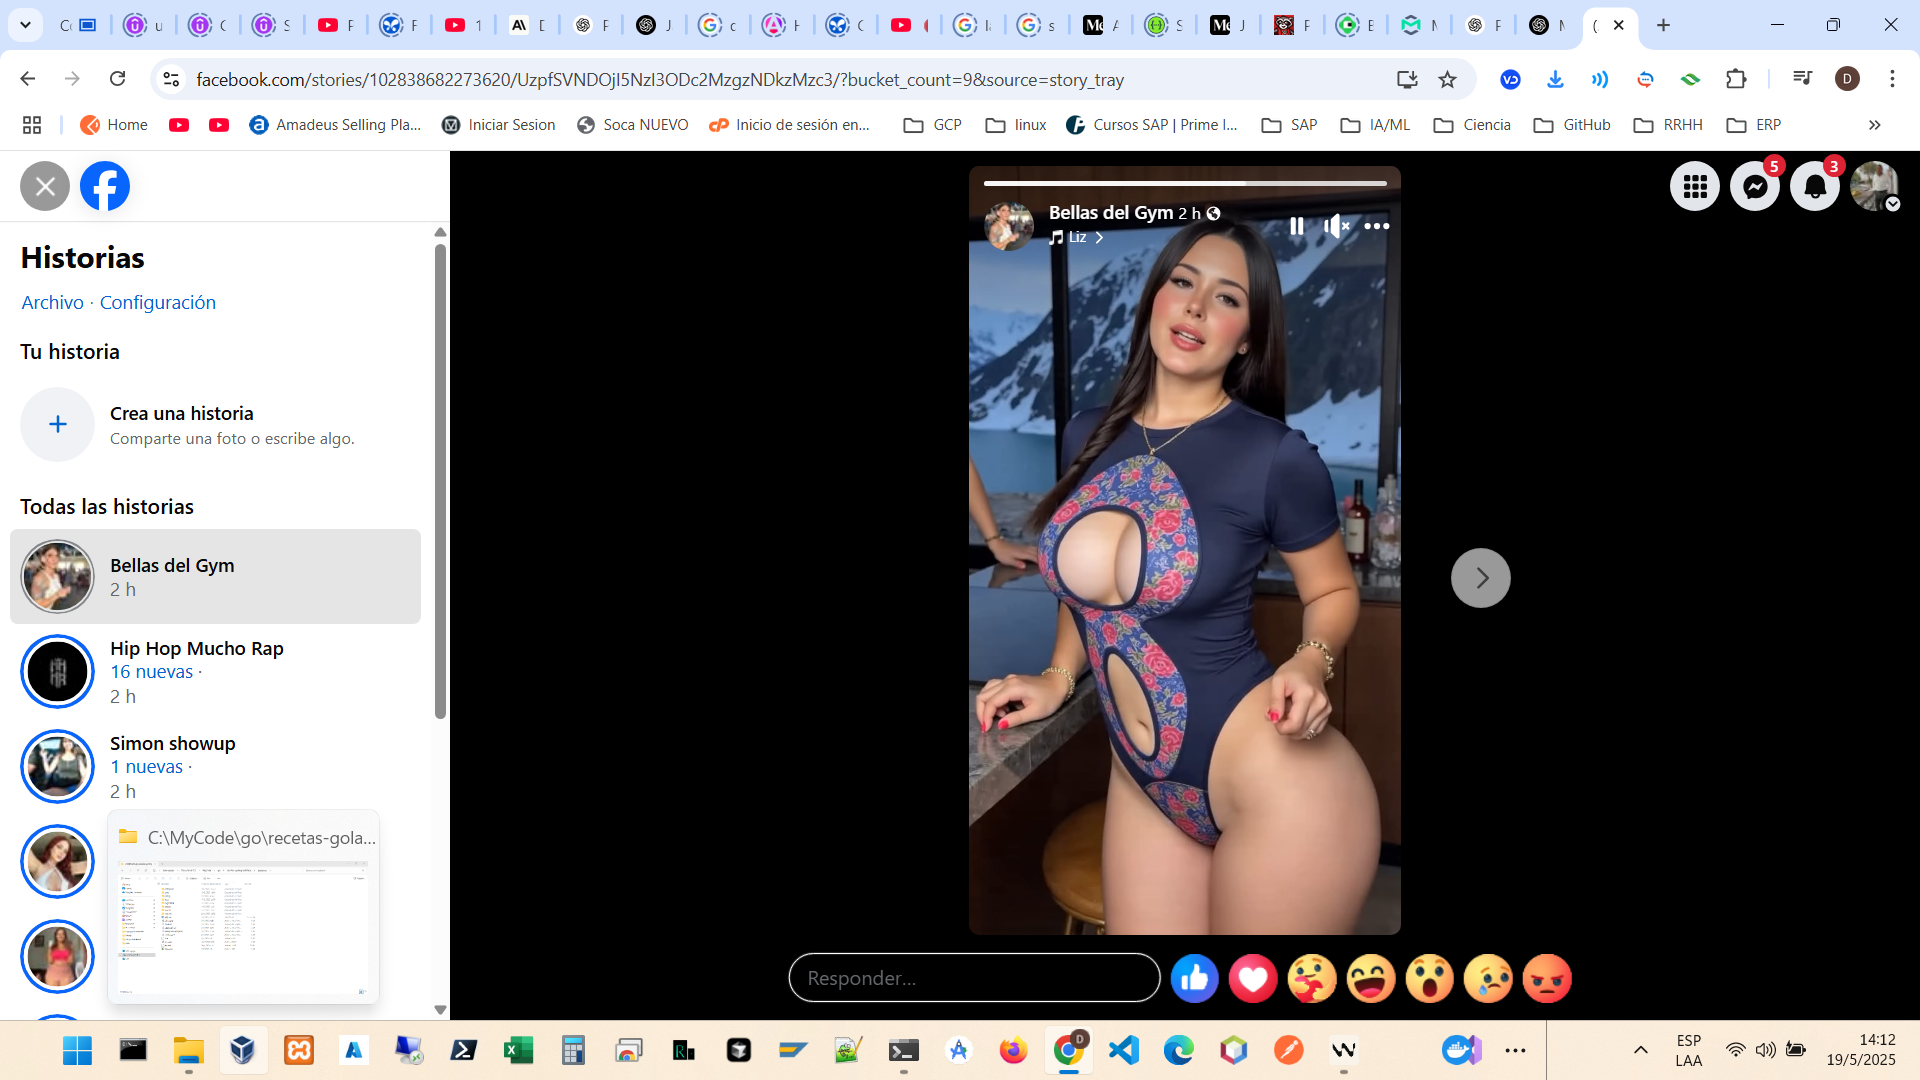 facebook.com/stories/102838682273620/UzpfSVNDOjI5NzI3ODc2MzgzNDkzMzc3/?bucket_count=9&source=story_tray
D
Home
Amadeus Selling Pla...
Iniciar Sesion
Soca NUEVO
Inicio de sesión en...
GCP
linux
Cursos SAP | Prime I...
SAP
IA/ML
Ciencia
GitHub
RRHH
ERP
Historias
Archivo · Configuración
Tu historia
Crea una historia
Comparte una foto o escribe algo.
Todas las historias
Bellas del Gym
2 h
Hip Hop Mucho Rap
16 nuevas ·
2 h
Simon showup
1 nuevas ·
2 h
C:\MyCode\go\recetas-gola...
Bellas del Gym 2 h
Liz
5
3
Responder...
ESP
LAA
14:12
19/5/2025